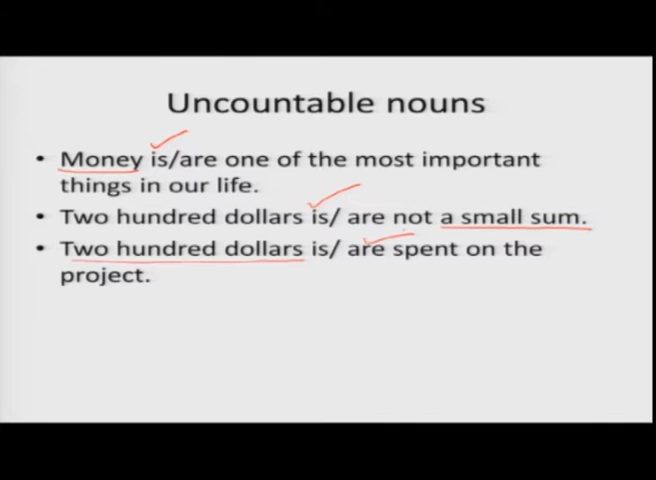 Uncountable nouns
• Money is/are one of the most important
things in our life.
• Two hundred dollars is/ are not a small sum.
• Two hundred dollars is/ are spent on the
project.